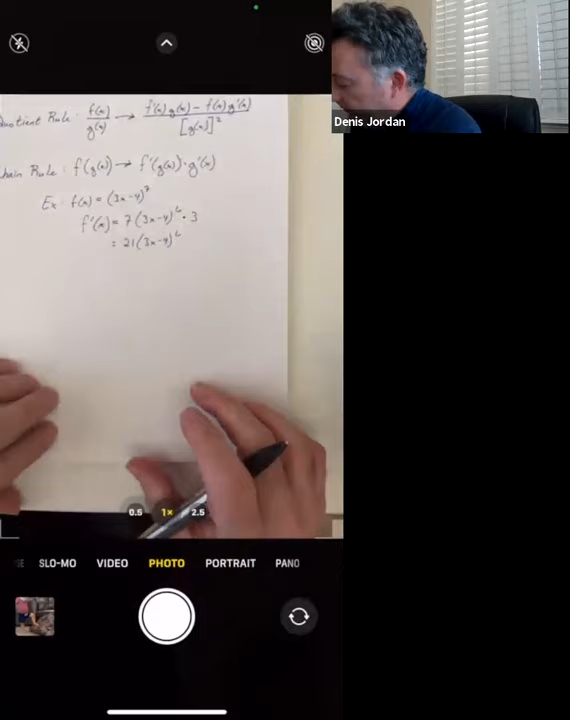 Quotient Rule: f(x)/g(x) → f'(x)g(x) - f(x)g'(x)/[g(x)]²
Chain Rule: f(g(x)) → f'(g(x))·g'(x)
Ex: f(x) = (3x-4)⁷
f'(x) = 7(3x-4)⁶·3
= 21(3x-4)⁶
Denis Jordan
0.5 1× 2.5
SLO-MO VIDEO PHOTO PORTRAIT PANO